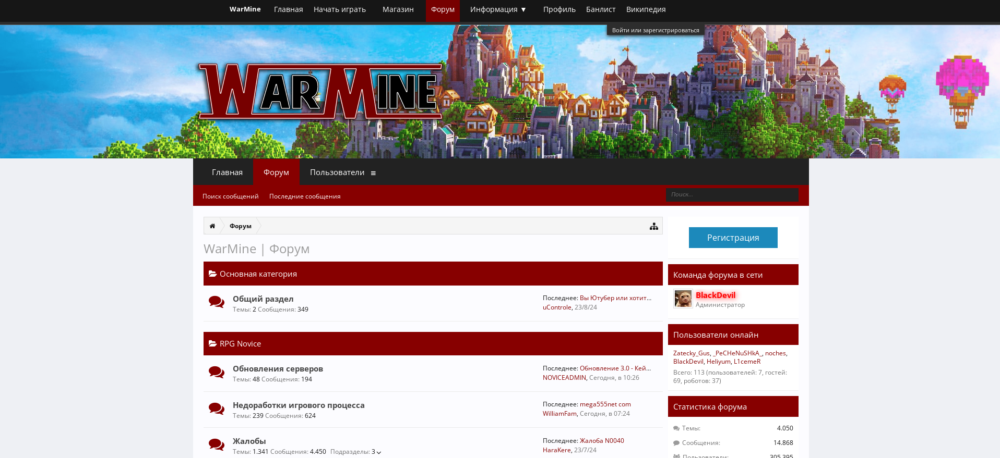 WarMine Главная Начать играть Магазин Форум Информация ▼ Профиль Банлист Википедия
Войти или зарегистрироваться
WARMINE
Главная Форум Пользователи ≡
Поиск сообщений Последние сообщения Поиск...
Форум
Регистрация
WarMine | Форум
Основная категория
Общий раздел
Темы: 2 Сообщения: 349
Последнее: Вы Ютубер или хотит...
uControle, 23/8/24
RPG Novice
Обновления серверов
Темы: 48 Сообщения: 194
Последнее: Обновление 3.0 - Кей...
NOVICEADMIN, Сегодня, в 10:26
Недоработки игрового процесса
Темы: 239 Сообщения: 624
Последнее: mega555net com
WilliamFam, Сегодня, в 07:24
Жалобы
Темы: 1.341 Сообщения: 4.450 Подразделы: 3
Последнее: Жалоба N0040
HaraKere, 23/7/24
Команда форума в сети
BlackDevil
Администратор
Пользователи онлайн
Zatecky_Gus, _PeCHeNuSHkA_, noches,
BlackDevil, Heliyum, L1cemeR
Всего: 113 (пользователей: 7, гостей:
69, роботов: 37)
Статистика форума
Темы: 4.050
Сообщения: 14.868
Пользователи: 305.395